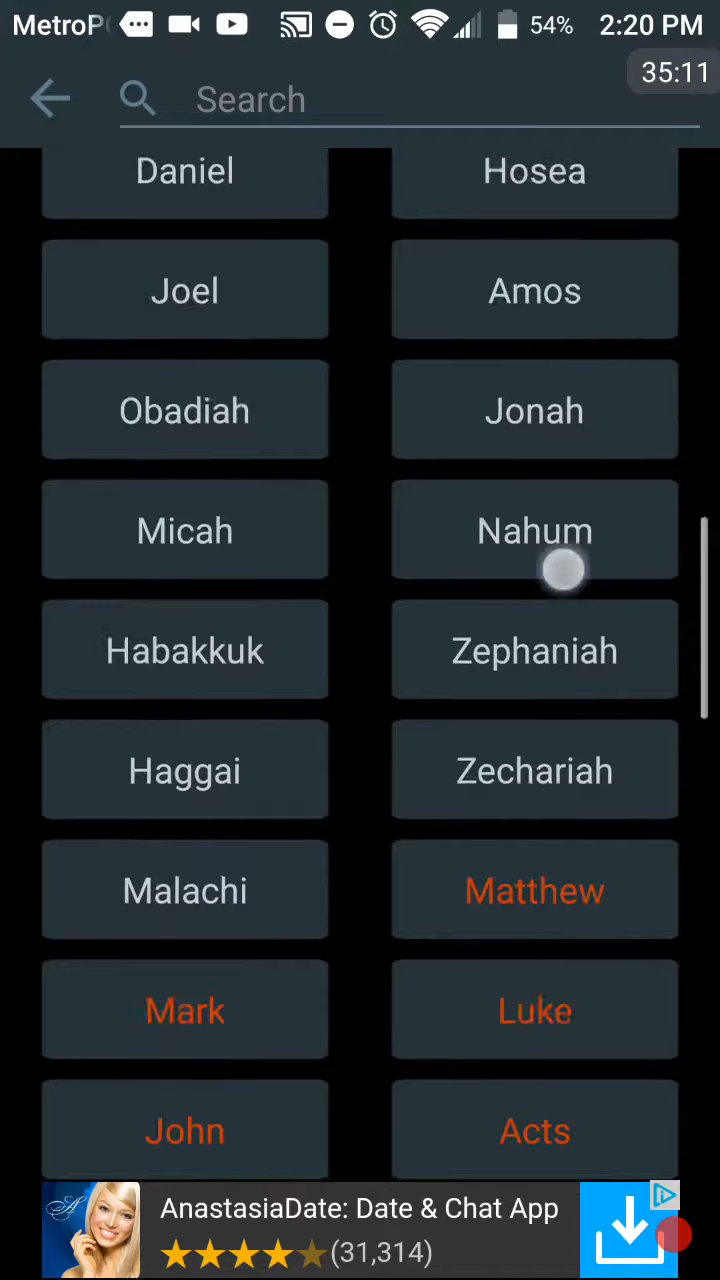 MetroP 54% 2:20 PM
35:11
Search
Daniel Hosea
Joel Amos
Obadiah Jonah
Micah Nahum
Habakkuk Zephaniah
Haggai Zechariah
Malachi Matthew
Mark Luke
John Acts
AnastasiaDate: Date & Chat App
(31,314)